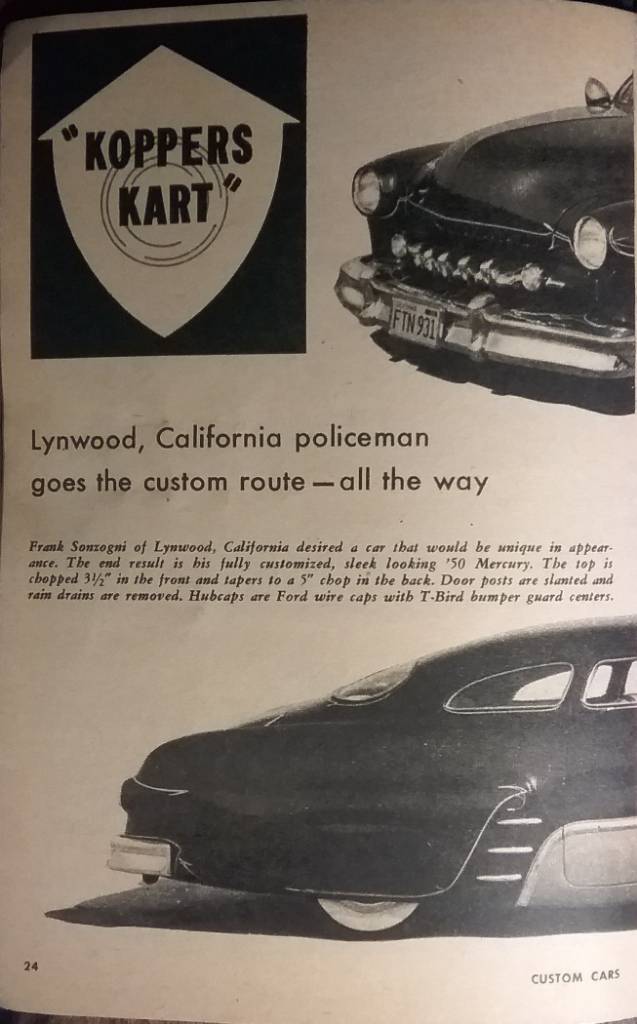 "KOPPERS
KART"
CALIFORNIA
FTN 931
Lynwood, California policeman
goes the custom route — all the way
Frank Sonzogni of Lynwood, California desired a car that would be unique in appear-
ance. The end result is his fully customized, sleek looking '50 Mercury. The top is
chopped 3½" in the front and tapers to a 5" chop in the back. Door posts are slanted and
rain drains are removed. Hubcaps are Ford wire caps with T-Bird bumper guard centers.
24
CUSTOM CARS